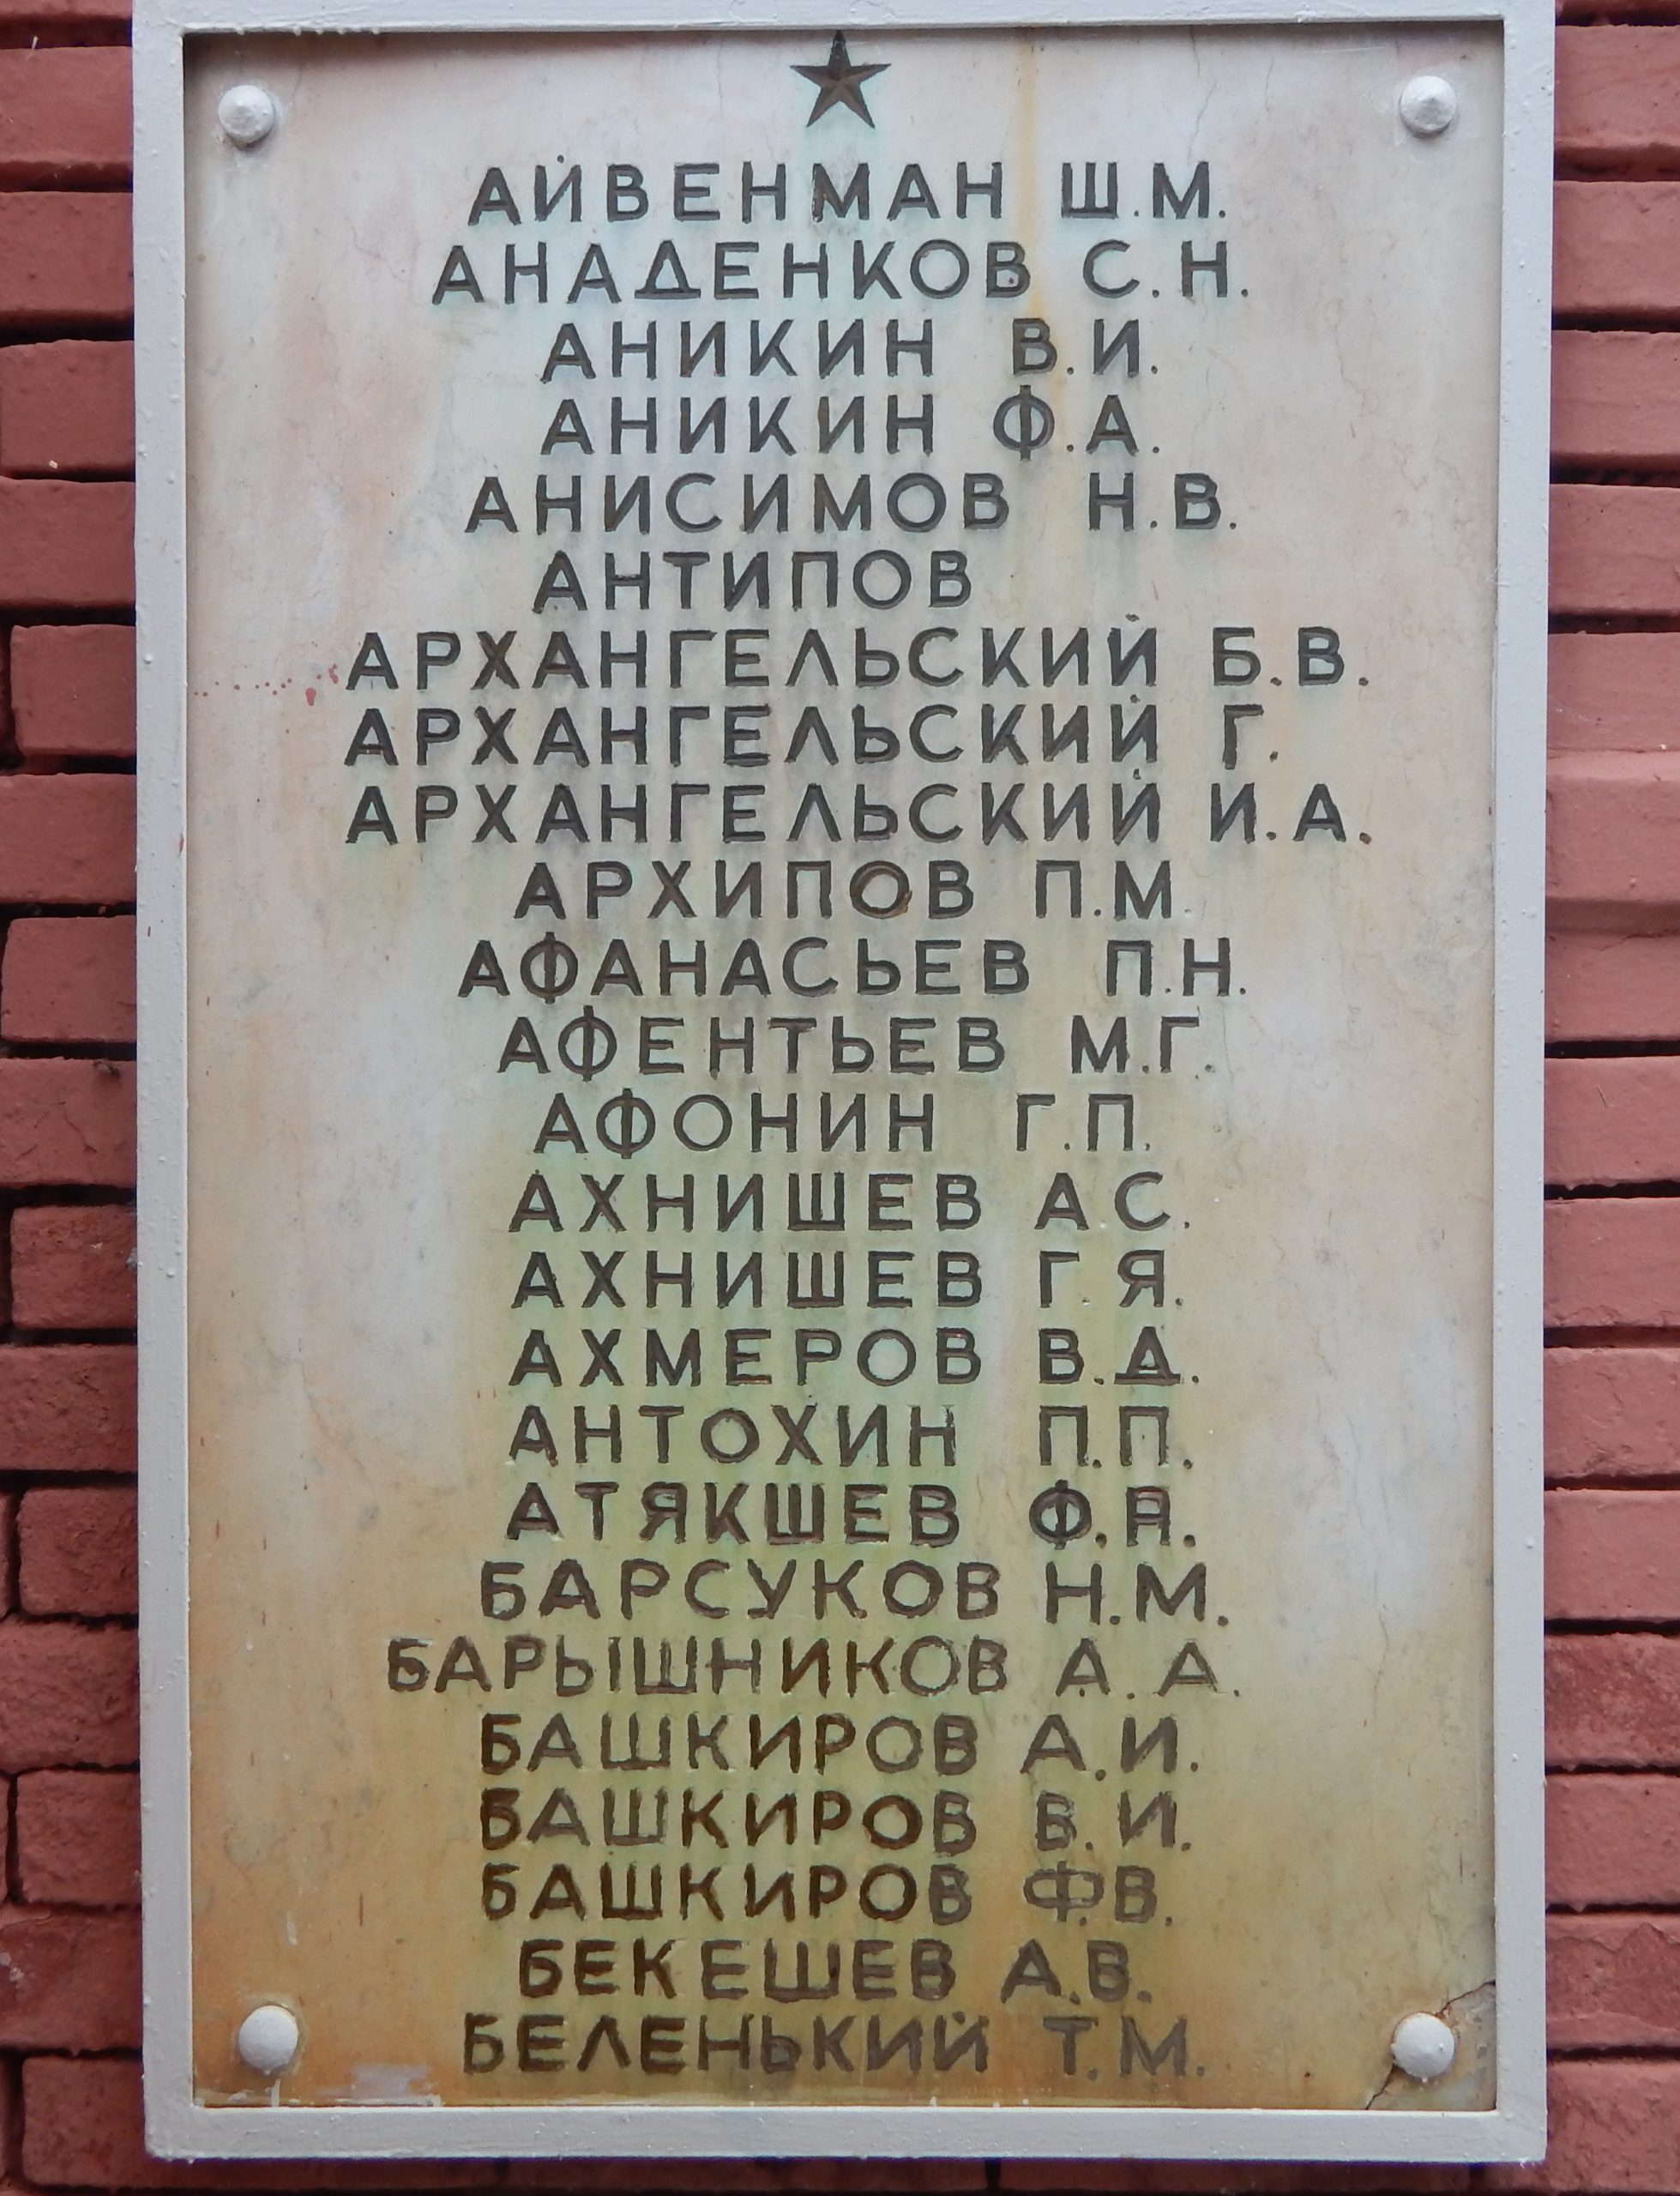 АЙВЕНМАН Ш.М.
АНАДЕНКОВ С.Н.
АНИКИН В.И.
АНИКИН Ф.А.
АНИСИМОВ Н.В.
АНТИПОВ
АРХАНГЕЛЬСКИЙ Б.В.
АРХАНГЕЛЬСКИЙ Г.
АРХАНГЕЛЬСКИЙ И.А.
АРХИПОВ П.М.
АФАНАСЬЕВ П.Н.
АФЕНТЬЕВ М.Г.
АФОНИН Г.П.
АХНИШЕВ А С.
АХНИШЕВ Г.Я.
АХМЕРОВ В.Д.
АНТОХИН П.П.
АТЯКШЕВ Ф.Я.
БАРСУКОВ Н.М.
БАРЫШНИКОВ А.А.
БАШКИРОВ А.И.
БАШКИРОВ В.И.
БАШКИРОВ Ф.В.
БЕКЕШЕВ А.В.
БЕЛЕНЬКИЙ Т.М.